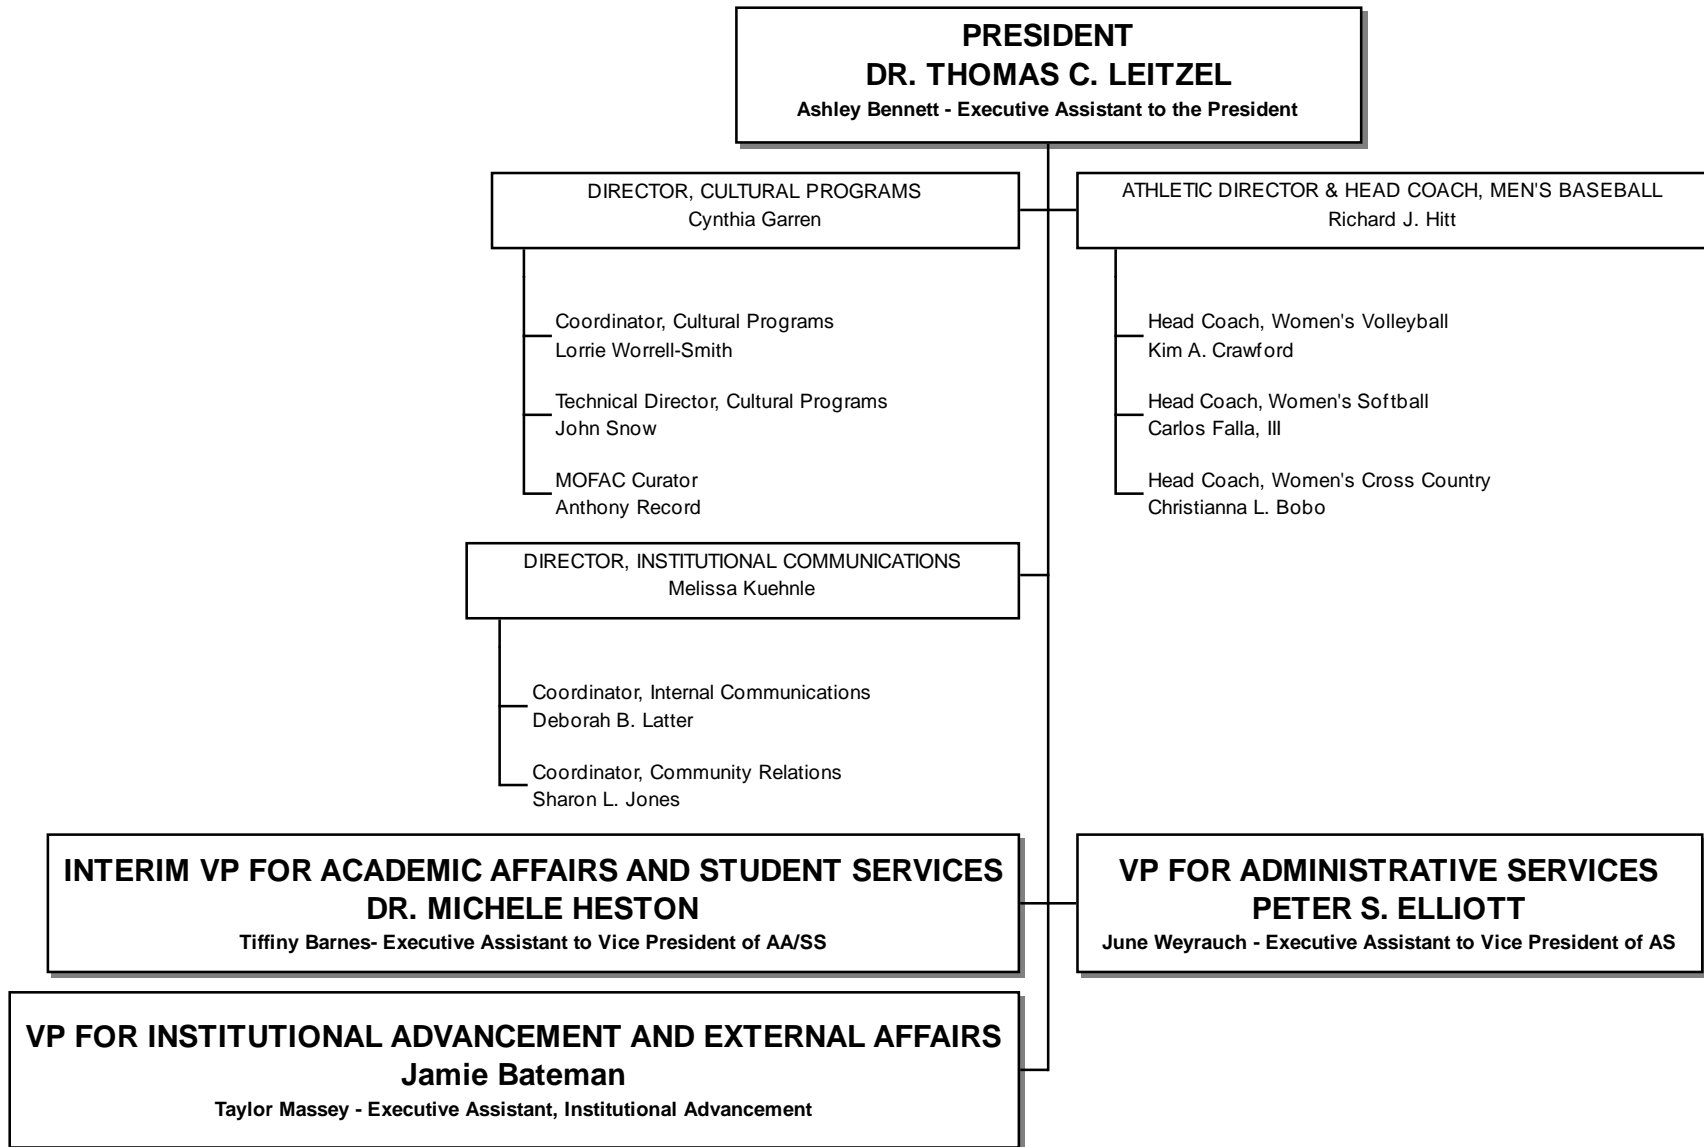 PRESIDENT
DR. THOMAS C. LEITZEL
Ashley Bennett - Executive Assistant to the President
DIRECTOR, CULTURAL PROGRAMS
Cynthia Garren
ATHLETIC DIRECTOR & HEAD COACH, MEN'S BASEBALL
Richard J. Hitt
Coordinator, Cultural Programs
Lorrie Worrell-Smith
Technical Director, Cultural Programs
John Snow
MOFAC Curator
Anthony Record
Head Coach, Women's Volleyball
Kim A. Crawford
Head Coach, Women's Softball
Carlos Falla, III
Head Coach, Women's Cross Country
Christianna L. Bobo
DIRECTOR, INSTITUTIONAL COMMUNICATIONS
Melissa Kuehnle
Coordinator, Internal Communications
Deborah B. Latter
Coordinator, Community Relations
Sharon L. Jones
INTERIM VP FOR ACADEMIC AFFAIRS AND STUDENT SERVICES
DR. MICHELE HESTON
Tiffiny Barnes- Executive Assistant to Vice President of AA/SS
VP FOR ADMINISTRATIVE SERVICES
PETER S. ELLIOTT
June Weyrauch - Executive Assistant to Vice President of AS
VP FOR INSTITUTIONAL ADVANCEMENT AND EXTERNAL AFFAIRS
Jamie Bateman
Taylor Massey - Executive Assistant, Institutional Advancement